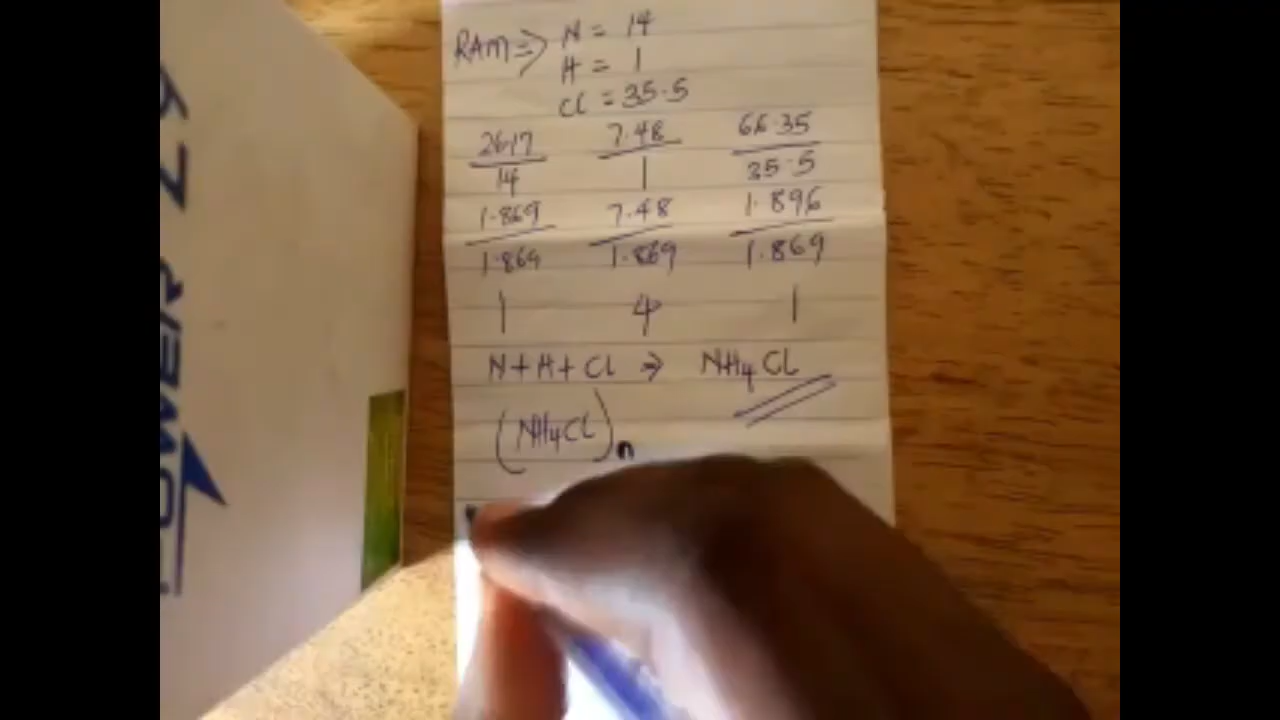 RAM => N = 14
H = 1
Cl = 35.5
26.17 7.48 66.35
14 1 35.5
1.869 7.48 1.896
1.869 1.869 1.869
1 4 1
N + H + Cl => NH4Cl
(NH4Cl)n